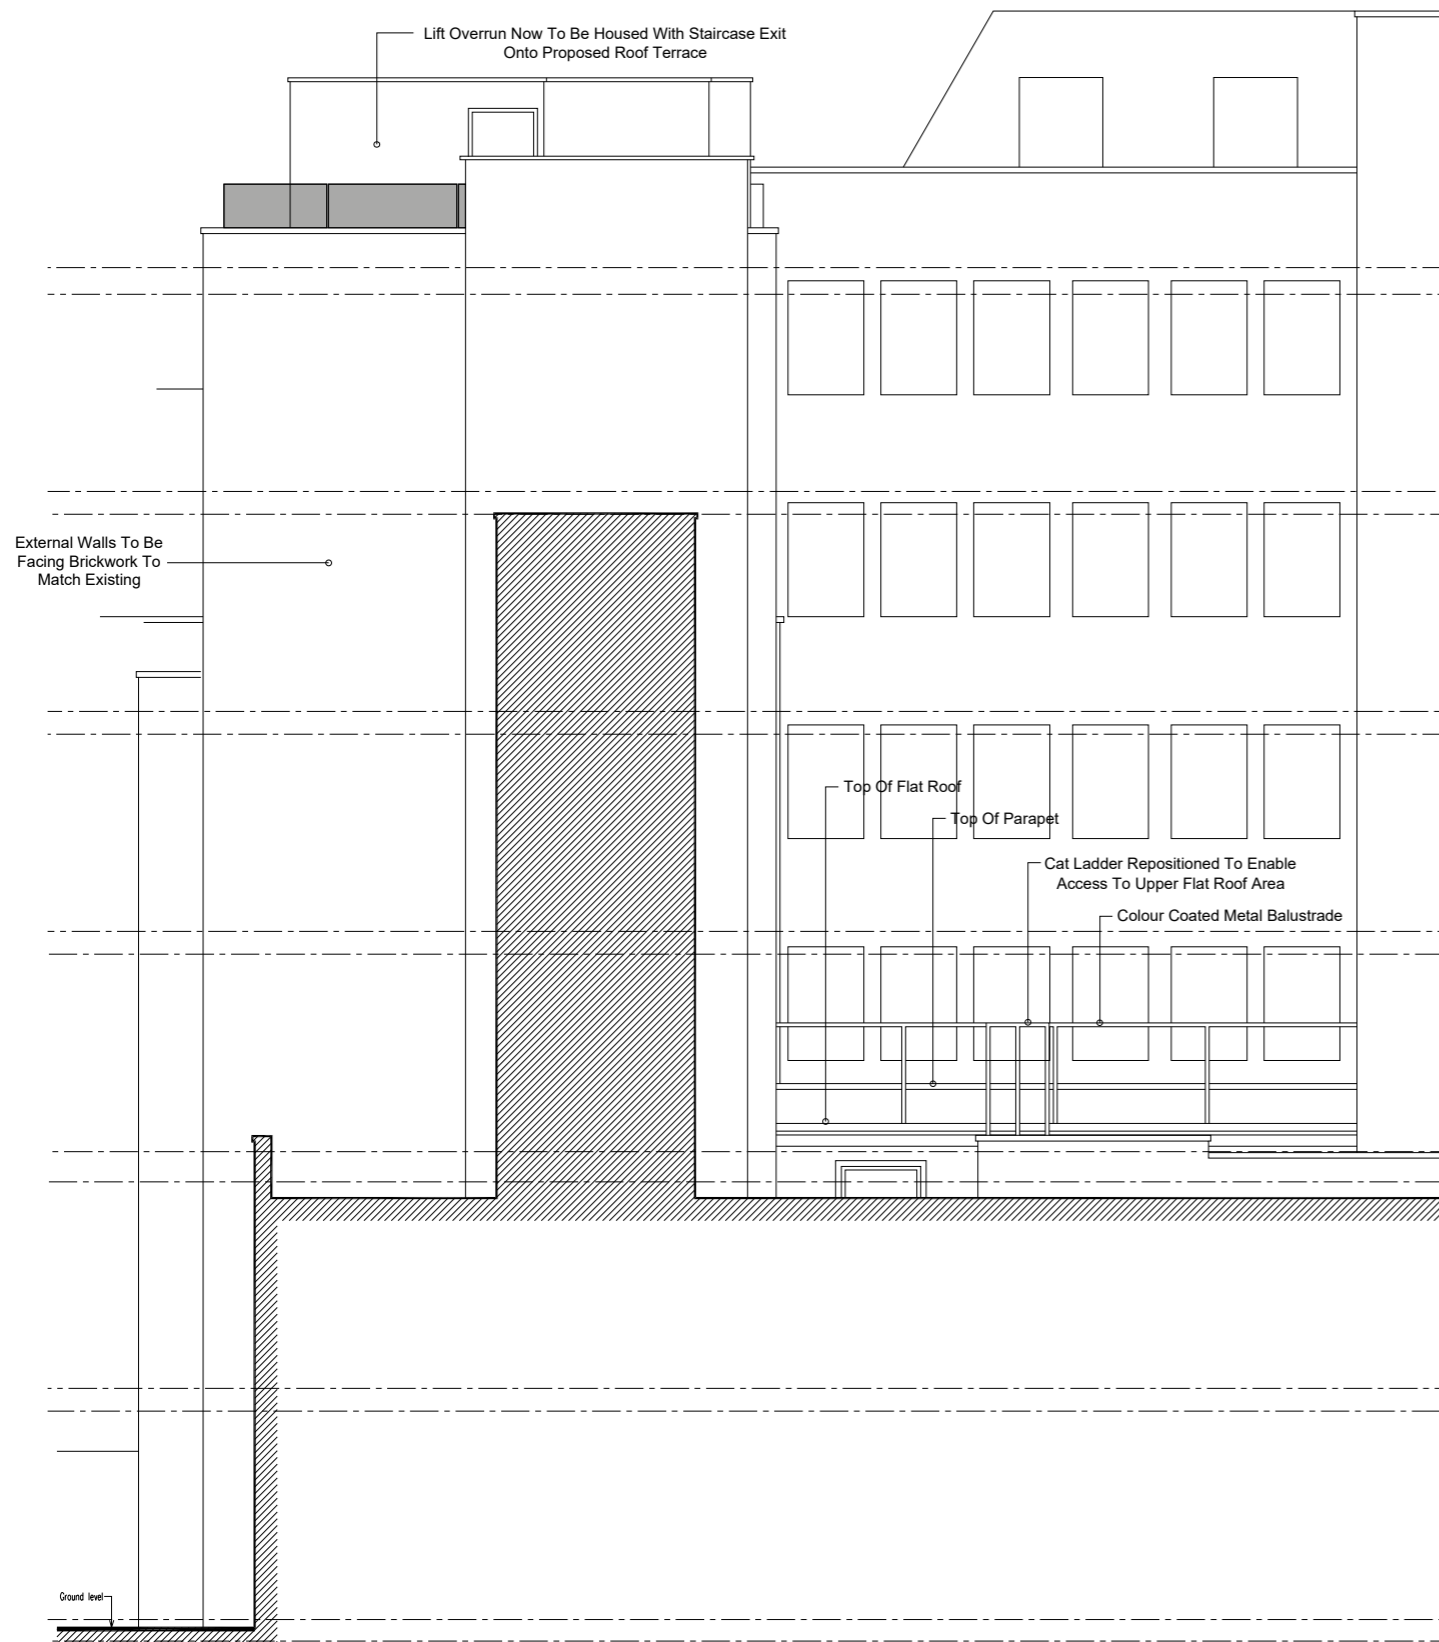 Lift Overrun Now To Be Housed With Staircase Exit
Onto Proposed Roof Terrace
External Walls To Be
Facing Brickwork To
Match Existing
Top Of Flat Roof
Top Of Parapet
Cat Ladder Repositioned To Enable
Access To Upper Flat Roof Area
Colour Coated Metal Balustrade
Ground level